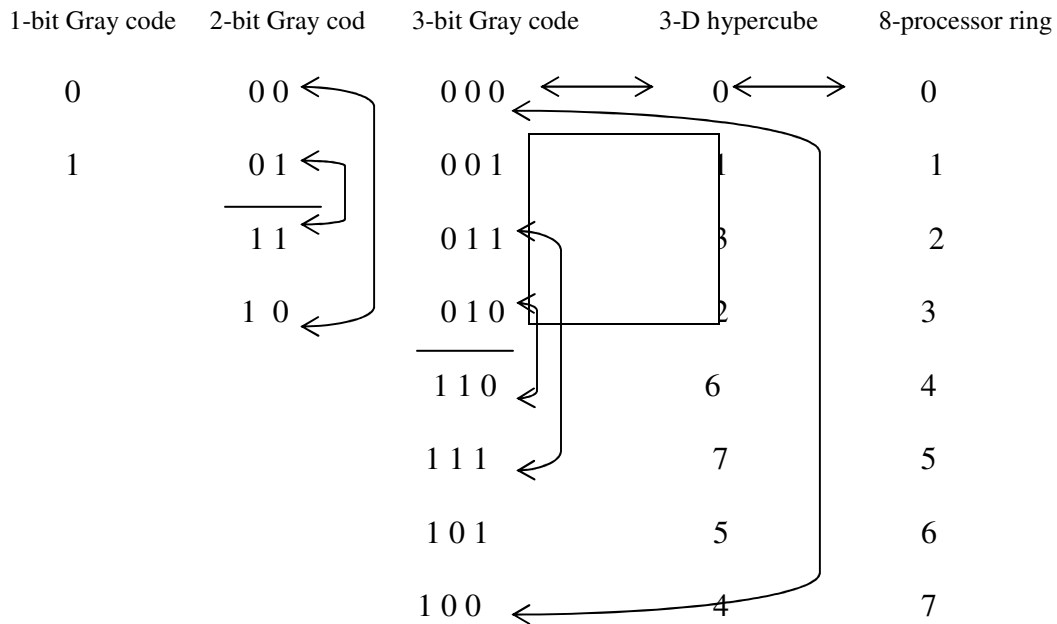 1-bit Gray code 2-bit Gray cod 3-bit Gray code 3-D hypercube 8-processor ring
0 0 0 0 0 0 0 0
1 0 1 0 0 1 1 1
1 1 0 1 1 3 2
1 0 0 1 0 2 3
1 1 0 6 4
1 1 1 7 5
1 0 1 5 6
1 0 0 4 7